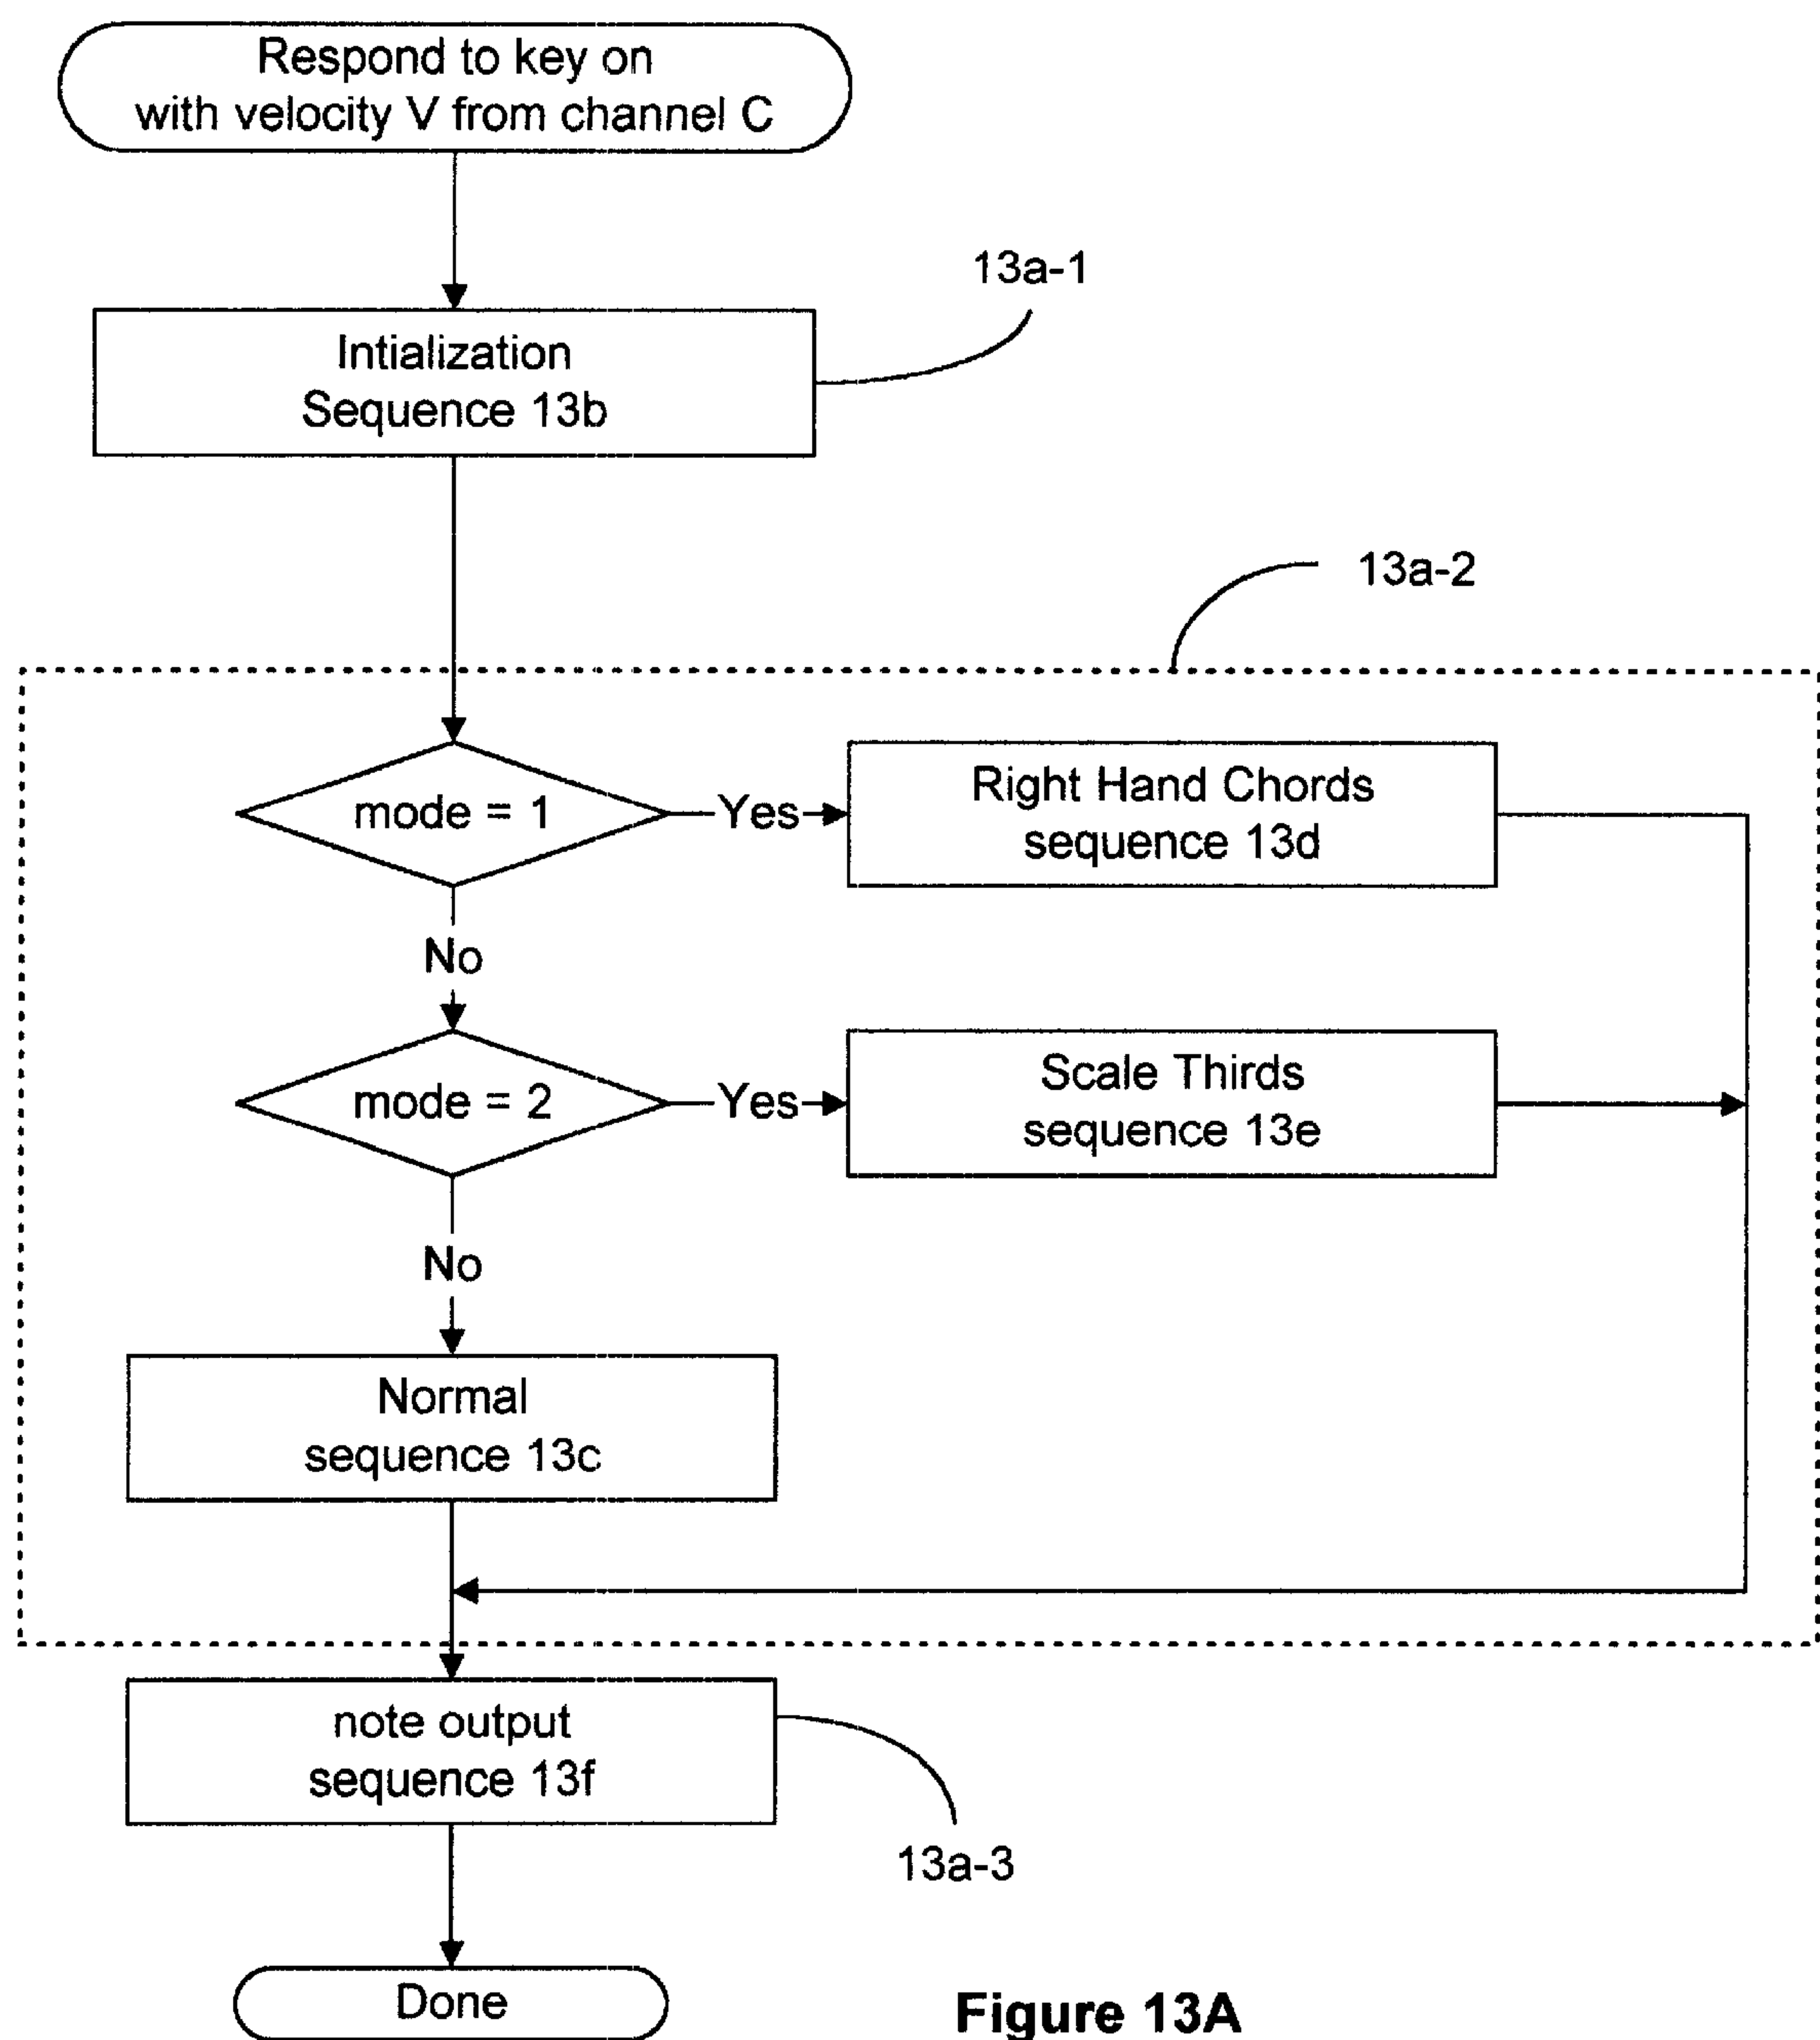 Respond to key on
with velocity V from channel C
13a-1
Intialization
Sequence 13b
13a-2
mode = 1
Yes
Right Hand Chords
sequence 13d
No
mode = 2
Yes
Scale Thirds
sequence 13e
No
Normal
sequence 13c
note output
sequence 13f
13a-3
Done
Figure 13A